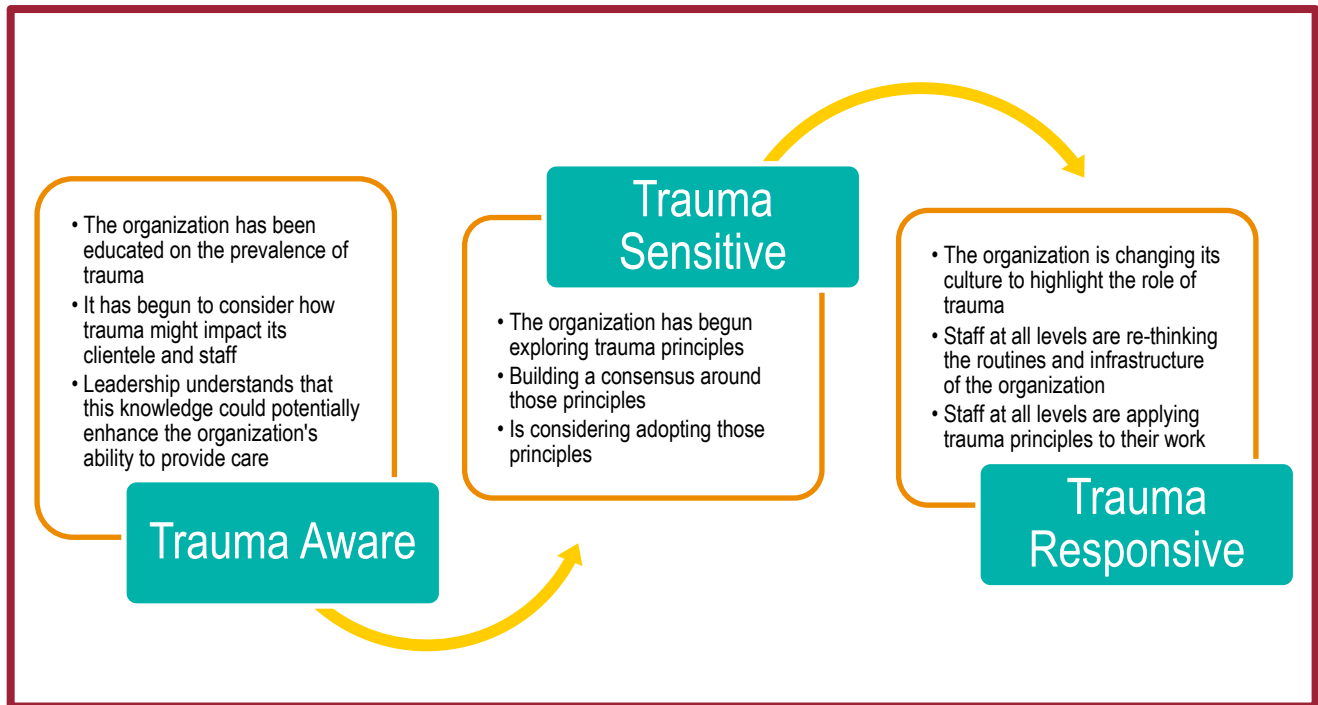 • The organization has been
educated on the prevalence of
trauma
• It has begun to consider how
trauma might impact its
clientele and staff
• Leadership understands that
this knowledge could potentially
enhance the organization's
ability to provide care
Trauma Aware
Trauma
Sensitive
• The organization has begun
exploring trauma principles
• Building a consensus around
those principles
• Is considering adopting those
principles
• The organization is changing its
culture to highlight the role of
trauma
• Staff at all levels are re-thinking
the routines and infrastructure
of the organization
• Staff at all levels are applying
trauma principles to their work
Trauma
Responsive